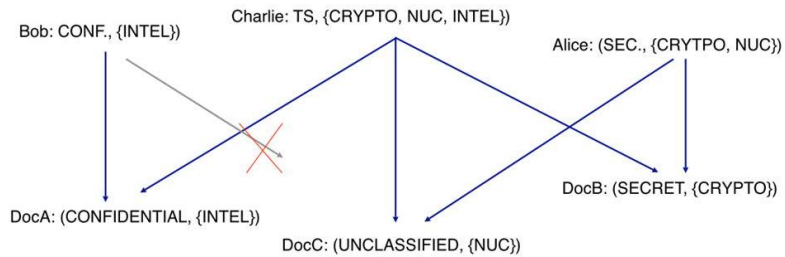 Charlie: TS, {CRYPTO, NUC, INTEL})
Bob: CONF., {INTEL})
Alice: (SEC., {CRYTPO, NUC})
DocB: (SECRET, {CRYPTO})
DocA: (CONFIDENTIAL, {INTEL})
DocC: (UNCLASSIFIED, {NUC})